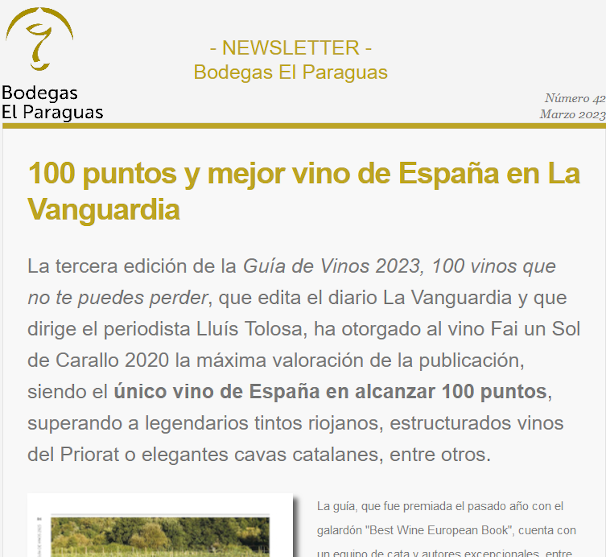 - NEWSLETTER -
Bodegas El Paraguas
Bodegas
El Paraguas
Número 42
Marzo 2023
100 puntos y mejor vino de España en La
Vanguardia
La tercera edición de la Guía de Vinos 2023, 100 vinos que
no te puedes perder, que edita el diario La Vanguardia y que
dirige el periodista Lluís Tolosa, ha otorgado al vino Fai un Sol
de Carallo 2020 la máxima valoración de la publicación,
siendo el único vino de España en alcanzar 100 puntos,
superando a legendarios tintos riojanos, estructurados vinos
del Priorat o elegantes cavas catalanes, entre otros.
La guía, que fue premiada el pasado año con el
galardón "Best Wine European Book", cuenta con
un equipo de cata y autores excepcionales, entre